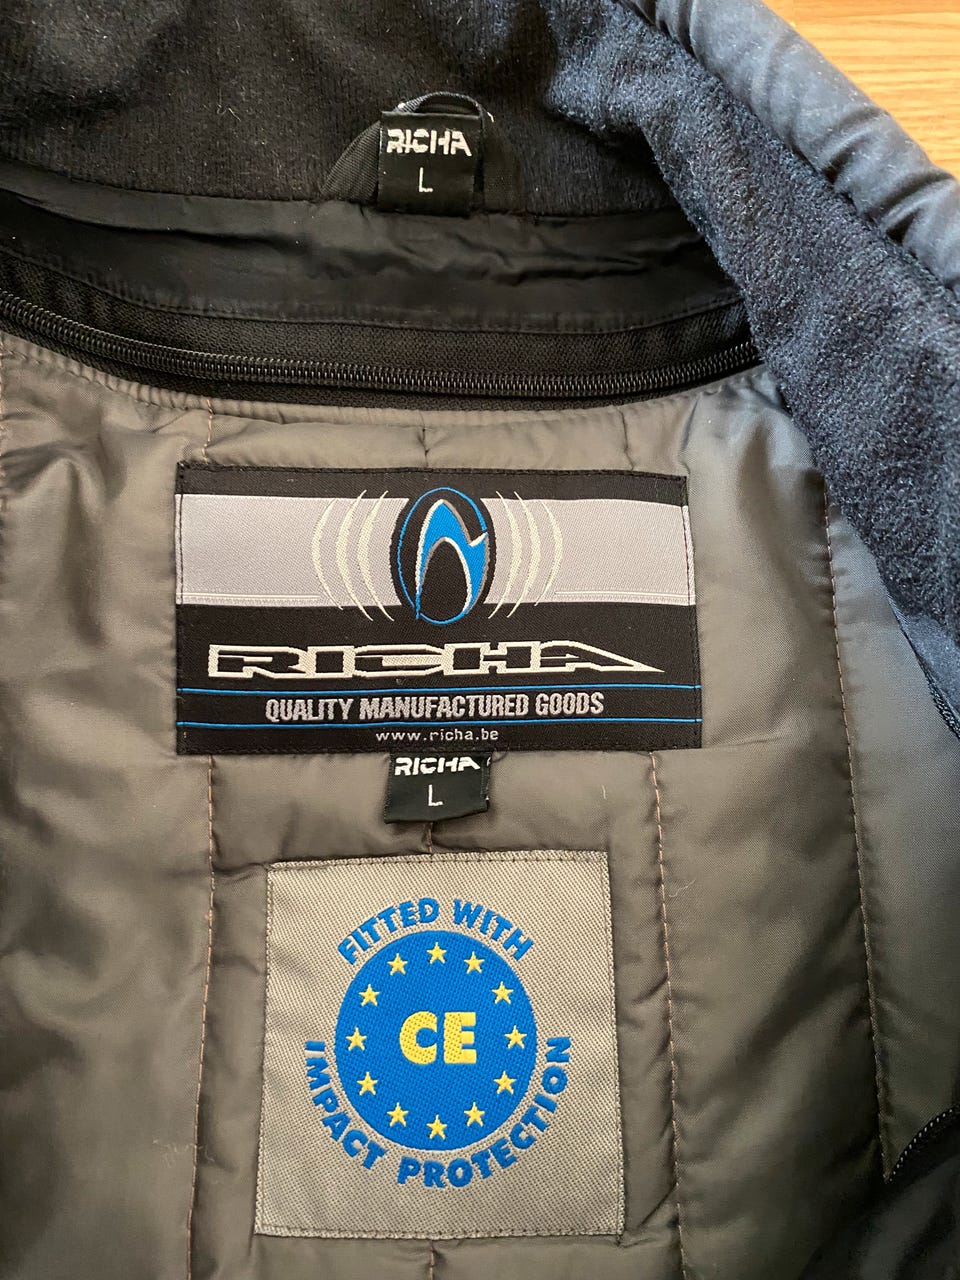 RICHA
L
RICHA
QUALITY MANUFACTURED GOODS
www.richa.be
RICHA
L
FITTED WITH
CE
IMPACT PROTECTION